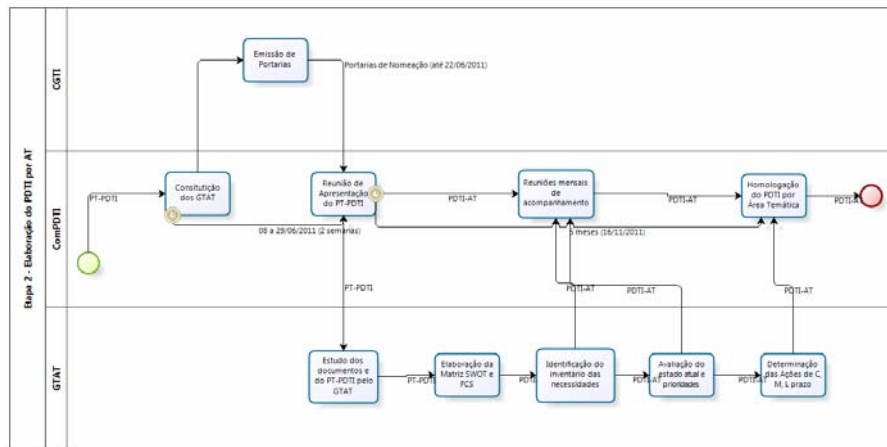 Etapa 2 - Elaboração do PDTI por AT
CGTI
Emissão de
Portarias
Portarias de Nomeação (até 22/06/2011)
ComPDTI
PT-PDTI
Consitutição
dos GTAT
Reunião de
Apresentação
do PT-PDTI
PDTI-AT
Reuniões mensais
de
acompanhamento
PDTI-AT
Homologação
do PDTI por
Área Temática
PDTI-AT
08 a 29/06/2011 (2 semanas)
5 meses (16/11/2011)
PT-PDTI
PDTI-AT
PDTI-AT
PDTI-AT
GTAT
Estudo dos
documentos e
do PT-PDTI pelo
GTAT
PT-PDTI
Elaboração da
Matriz SWOT e
FCS
PDTI
Identificação do
inventário das
necessidades
PDTI-AT
Avaliação do
estado atual e
prioridades
PDTI-AT
Determinação
das Ações de C,
M, L prazo